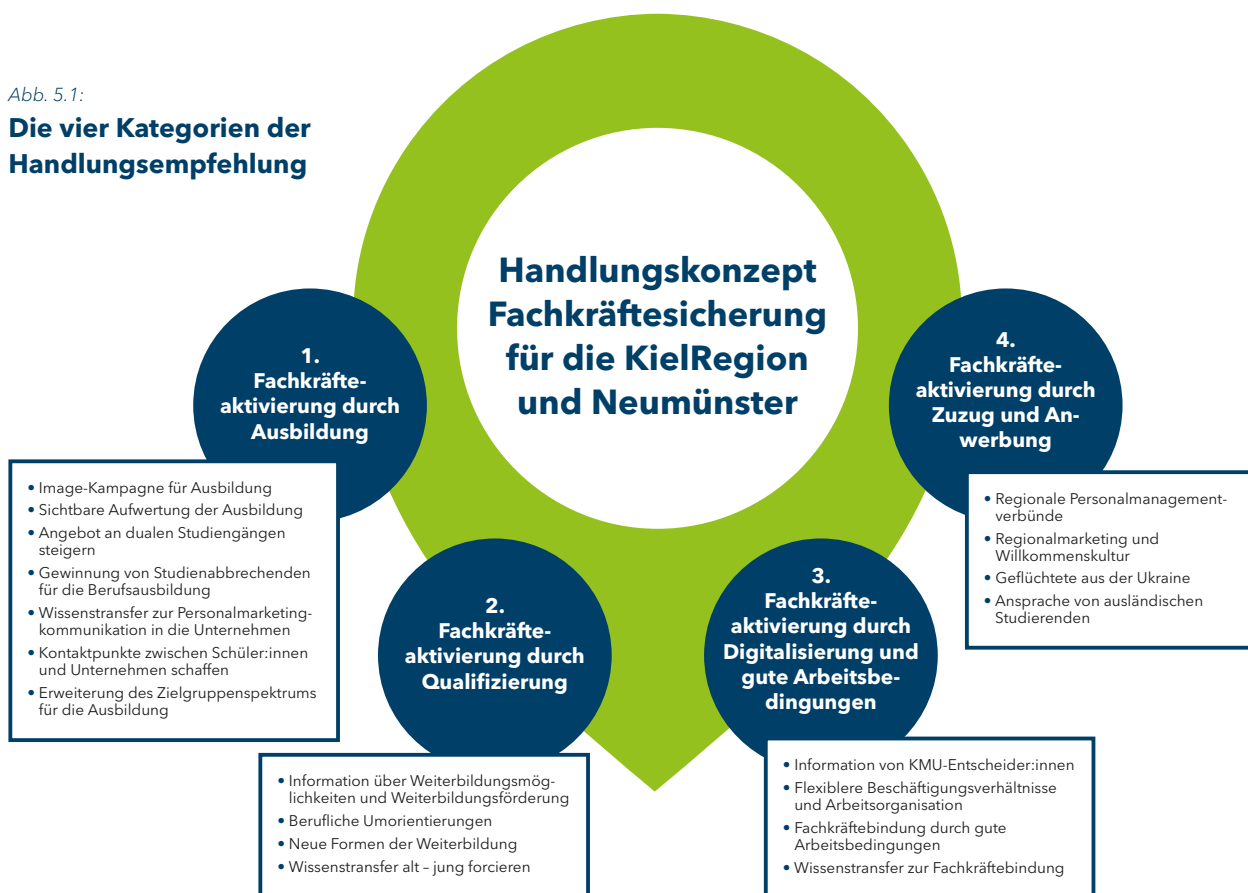 Abb. 5.1:
Die vier Kategorien der
Handlungsempfehlung
Handlungskonzept
Fachkräftesicherung
für die KielRegion
und Neumünster
1.
Fachkräfte-
aktivierung durch
Ausbildung
• Image-Kampagne für Ausbildung
• Sichtbare Aufwertung der Ausbildung
• Angebot an dualen Studiengängen
steigern
• Gewinnung von Studienabbrechenden
für die Berufsausbildung
• Wissenstransfer zur Personalmarketing-
kommunikation in die Unternehmen
• Kontaktpunkte zwischen Schüler:innen
und Unternehmen schaffen
• Erweiterung des Zielgruppenspektrums
für die Ausbildung
2.
Fachkräfte-
aktivierung durch
Qualifizierung
• Information über Weiterbildungsmög-
lichkeiten und Weiterbildungsförderung
• Berufliche Umorientierungen
• Neue Formen der Weiterbildung
• Wissenstransfer alt – jung forcieren
3.
Fachkräfte-
aktivierung durch
Digitalisierung und
gute Arbeitsbe-
dingungen
• Information von KMU-Entscheider:innen
• Flexiblere Beschäftigungsverhältnisse
und Arbeitsorganisation
• Fachkräftebindung durch gute
Arbeitsbedingungen
• Wissenstransfer zur Fachkräftebindung
4.
Fachkräfte-
aktivierung durch
Zuzug und An-
werbung
• Regionale Personalmanagement-
verbünde
• Regionalmarketing und
Willkommenskultur
• Geflüchtete aus der Ukraine
• Ansprache von ausländischen
Studierenden